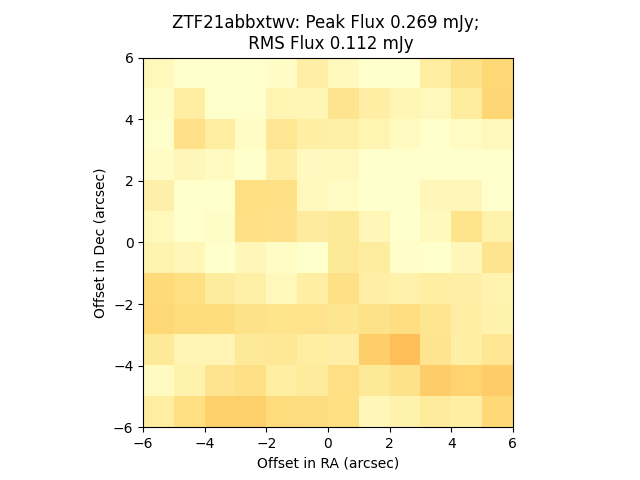 ZTF21abbxtwv: Peak Flux 0.269 mJy;
RMS Flux 0.112 mJy
6
4
2
0
−2
−4
−6
Offset in Dec (arcsec)
−6 −4 −2 0 2 4 6
Offset in RA (arcsec)